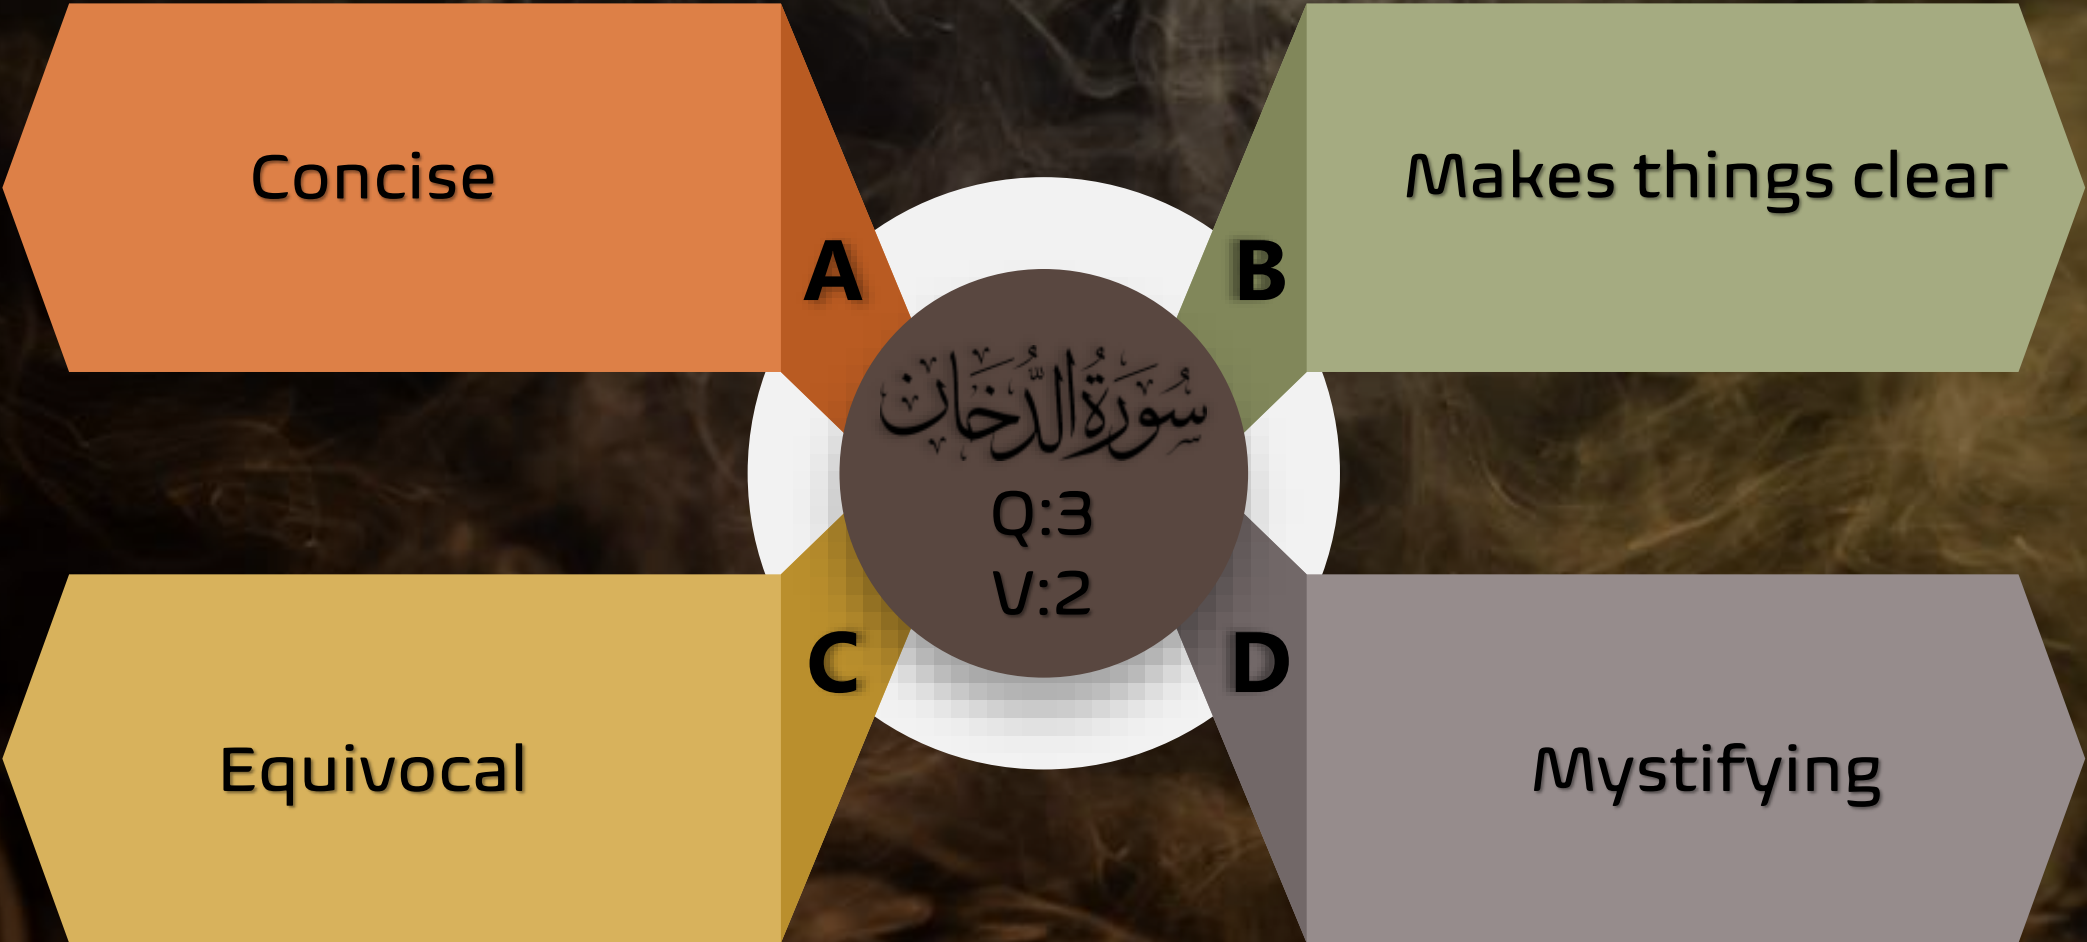 Concise
Makes things clear
A
B
سُورَةُ الدُّخَانِ
Q:3
V:2
C
D
Equivocal
Mystifying